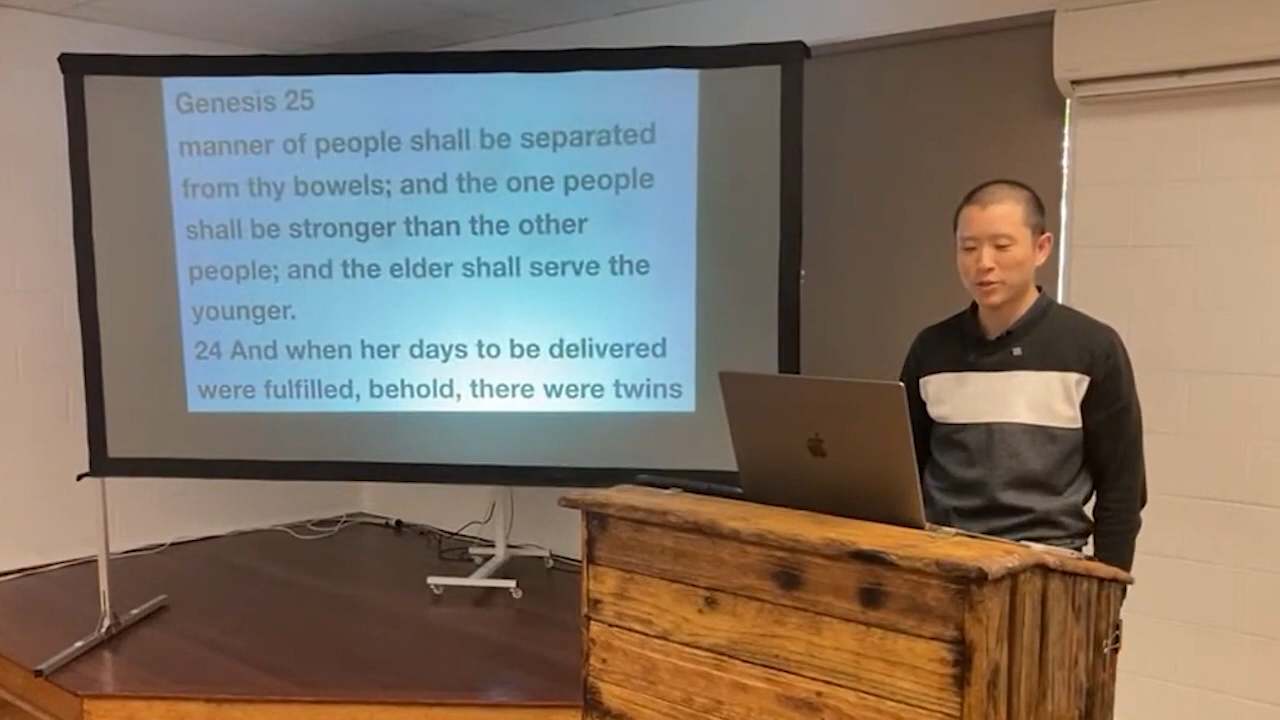 Genesis 25
manner of people shall be separated
from thy bowels; and the one people
shall be stronger than the other
people; and the elder shall serve the
younger.
24 And when her days to be delivered
were fulfilled, behold, there were twins